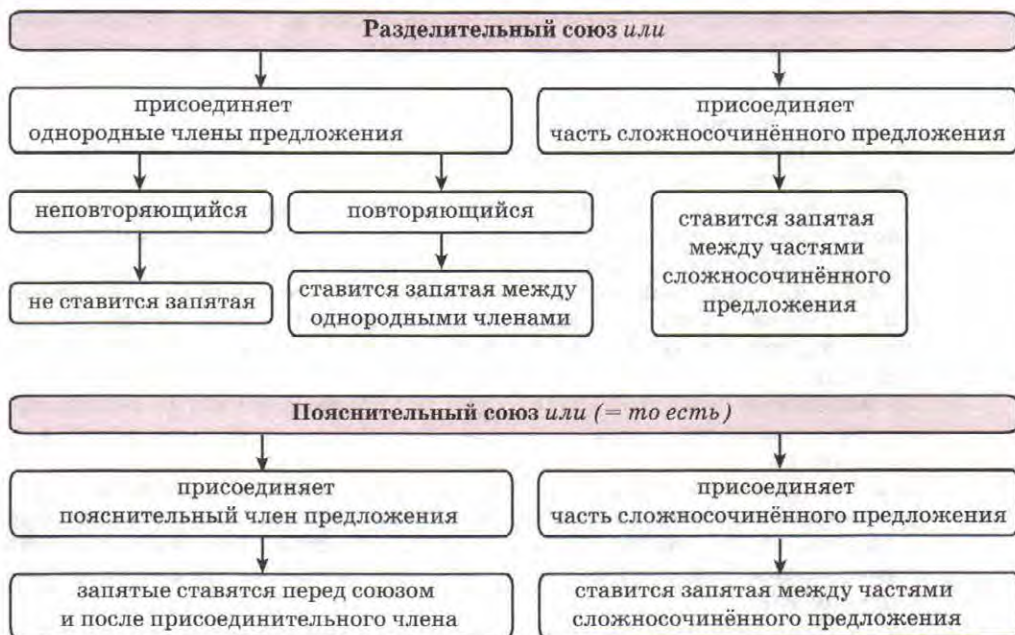 Разделительный союз или
присоединяет
однородные члены предложения
присоединяет
часть сложносочинённого предложения
неповторяющийся
повторяющийся
не ставится запятая
ставится запятая между
однородными членами
ставится запятая
между частями
сложносочинённого
предложения
Пояснительный союз или (= то есть)
присоединяет
пояснительный член предложения
присоединяет
часть сложносочинённого предложения
запятые ставятся перед союзом
и после присоединительного члена
ставится запятая между частями
сложносочинённого предложения